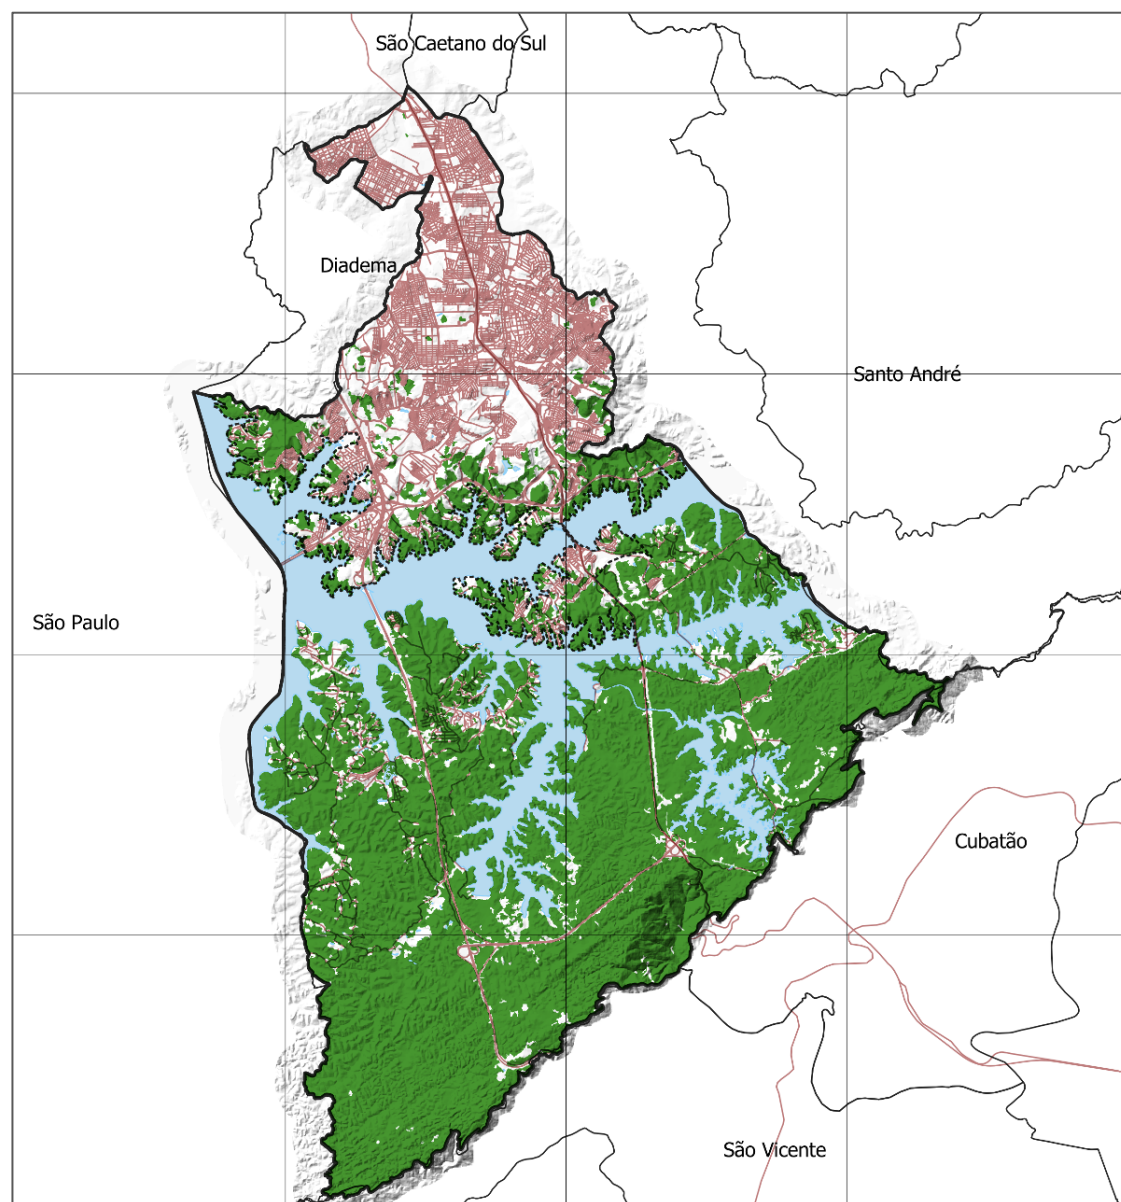 São Caetano do Sul
Diadema
Santo André
São Paulo
Cubatão
São Vicente